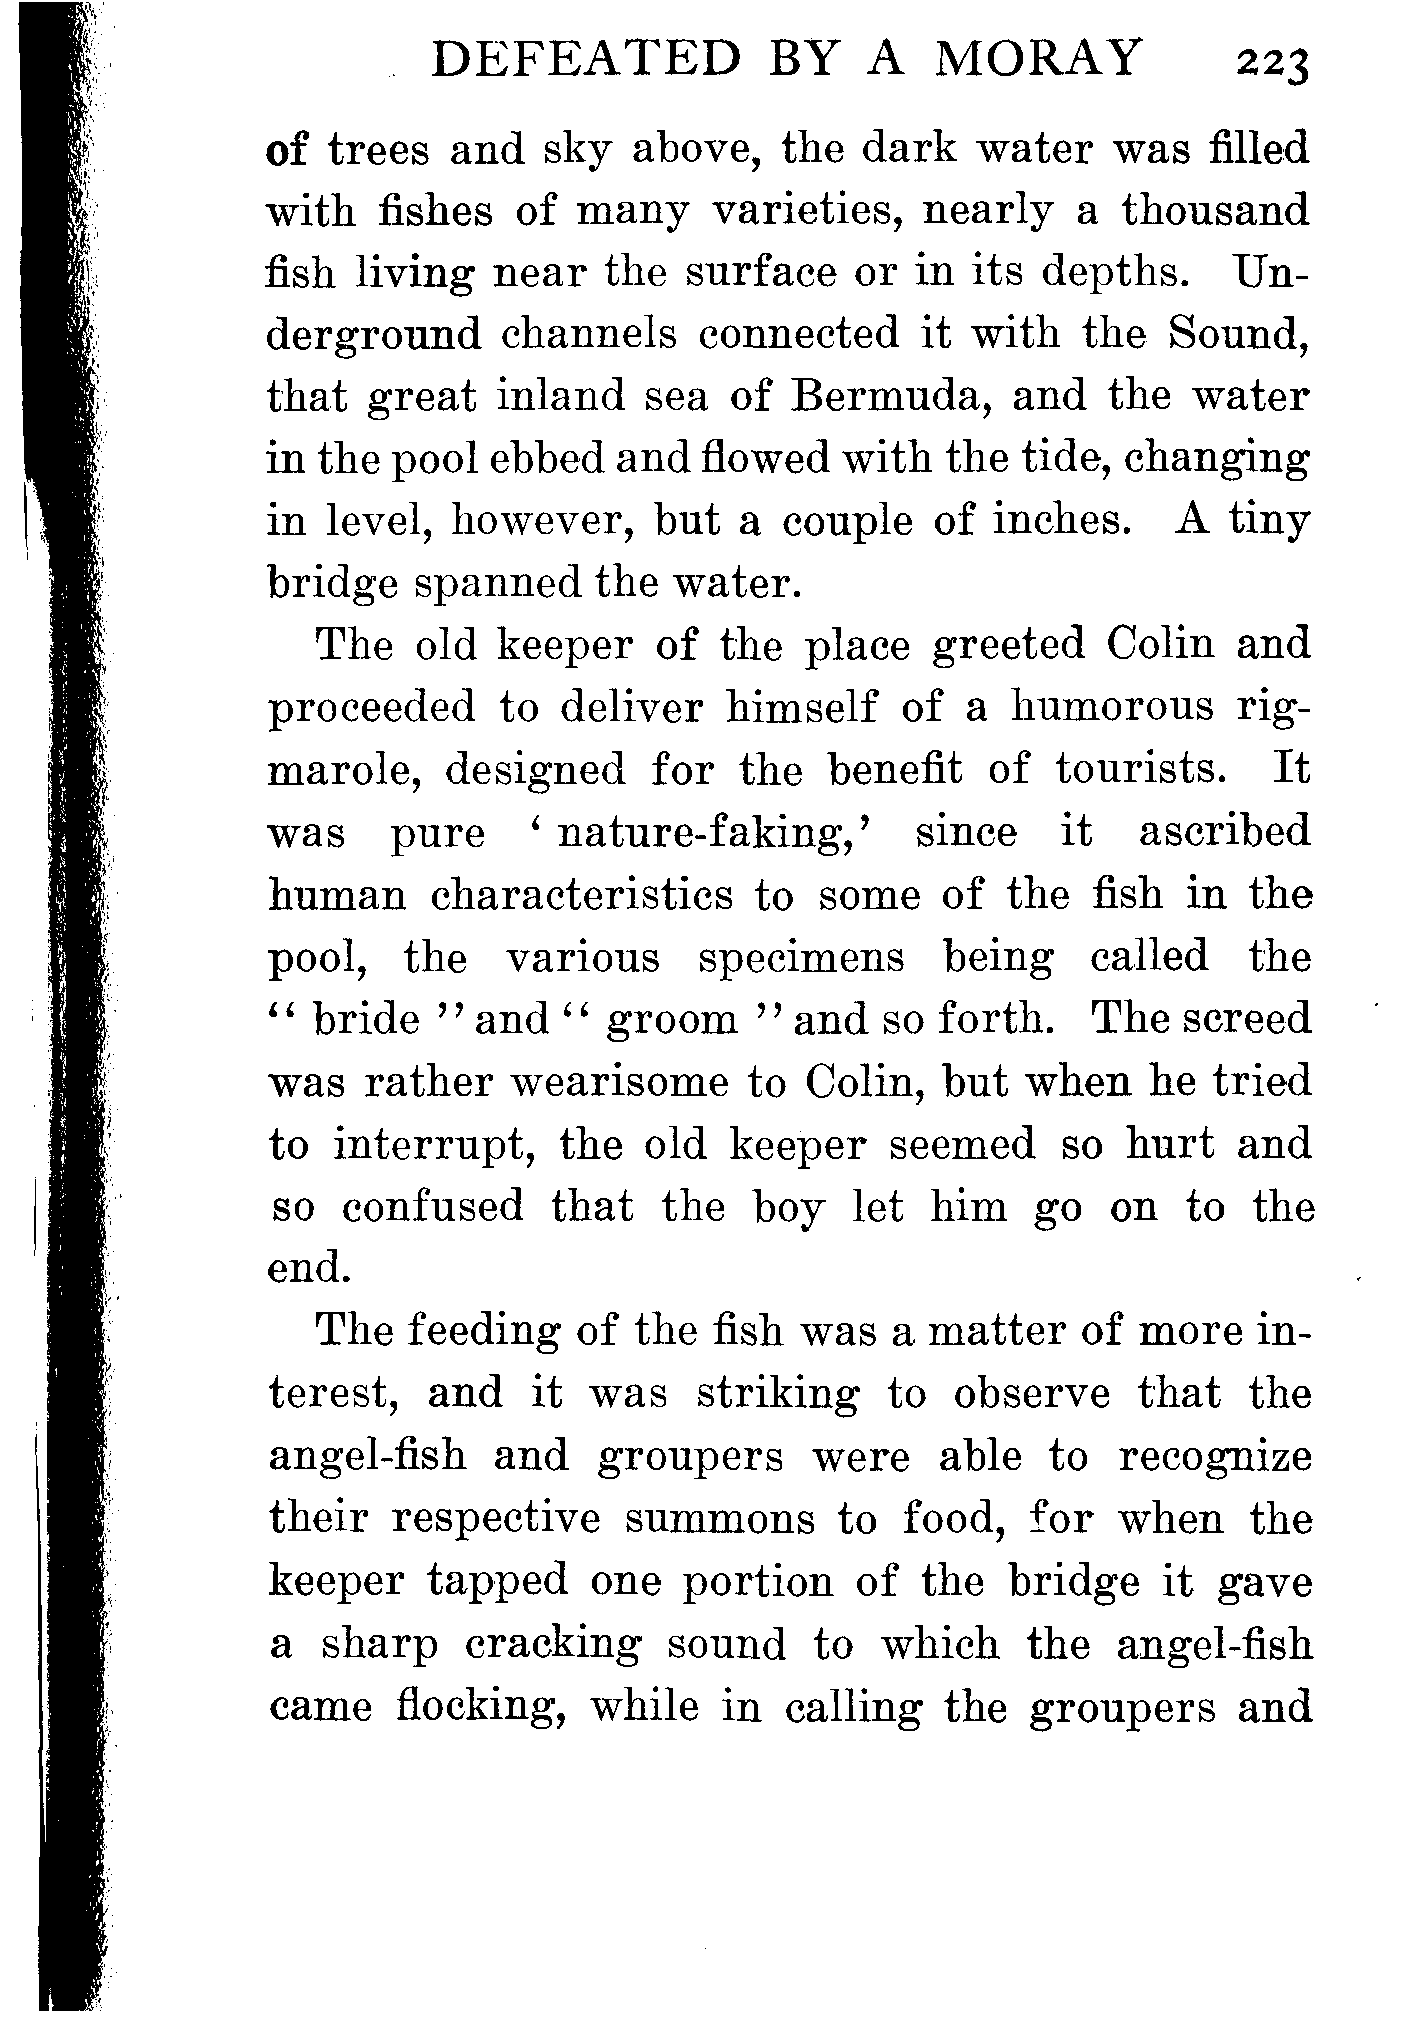 DEFEATED BY A MORAY 223
of trees and sky above, the dark water was filled
with fishes of many varieties, nearly a thousand
fish living near the surface or in its depths. Un-
derground channels connected it with the Sound,
that great inland sea of Bermuda, and the water
in the pool ebbed and flowed with the tide, changing
in level, however, but a couple of inches. A tiny
bridge spanned the water.
The old keeper of the place greeted Colin and
proceeded to deliver himself of a humorous rig-
marole, designed for the benefit of tourists. It
was pure ‘ nature-faking,’ since it ascribed
human characteristics to some of the fish in the
pool, the various specimens being called the
“ bride ” and “ groom ” and so forth. The screed
was rather wearisome to Colin, but when he tried
to interrupt, the old keeper seemed so hurt and
so confused that the boy let him go on to the
end.
The feeding of the fish was a matter of more in-
terest, and it was striking to observe that the
angel-fish and groupers were able to recognize
their respective summons to food, for when the
keeper tapped one portion of the bridge it gave
a sharp cracking sound to which the angel-fish
came flocking, while in calling the groupers and